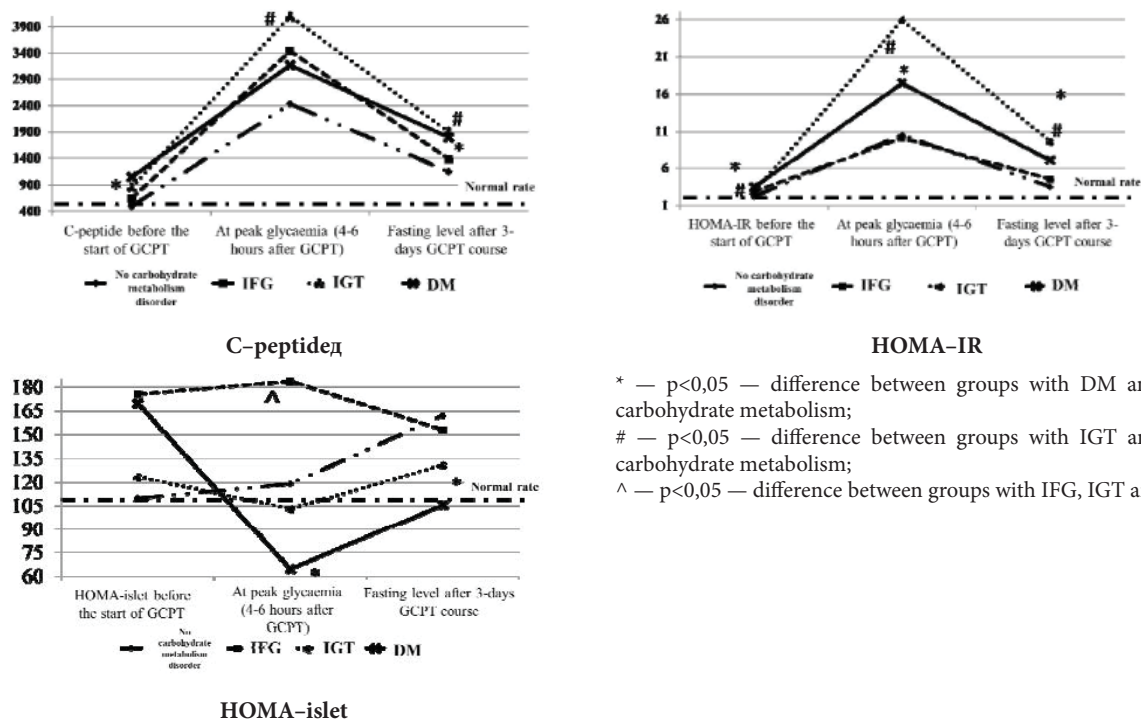 3900
3400
2900
2400
1900
1400
900
400
#
#
*
*
Normal rate
C-peptide before the start of GCPT
At peak glycaemia (4-6 hours after GCPT)
Fasting level after 3-days GCPT course
No carbohydrate metabolism disorder
IFG
IGT
DM
C–peptideд
26
21
16
11
6
1
#
*
*
*
#
#
Normal rate
HOMA-IR before the start of GCPT
At peak glycaemia (4-6 hours after GCPT)
Fasting level after 3-days GCPT course
No carbohydrate metabolism disorder
IFG
IGT
DM
HOMA–IR
180
165
150
135
120
105
90
75
60
^
*
*
Normal rate
HOMA-islet before the start of GCPT
At peak glycaemia (4-6 hours after GCPT)
Fasting level after 3-days GCPT course
No carbohydrate metabolism disorder
IFG
IGT
DM
HOMA–islet
* — p<0,05 — difference between groups with DM
carbohydrate metabolism;
# — p<0,05 — difference between groups with IGT
carbohydrate metabolism;
^ — p<0,05 — difference between groups with IFG, IGT